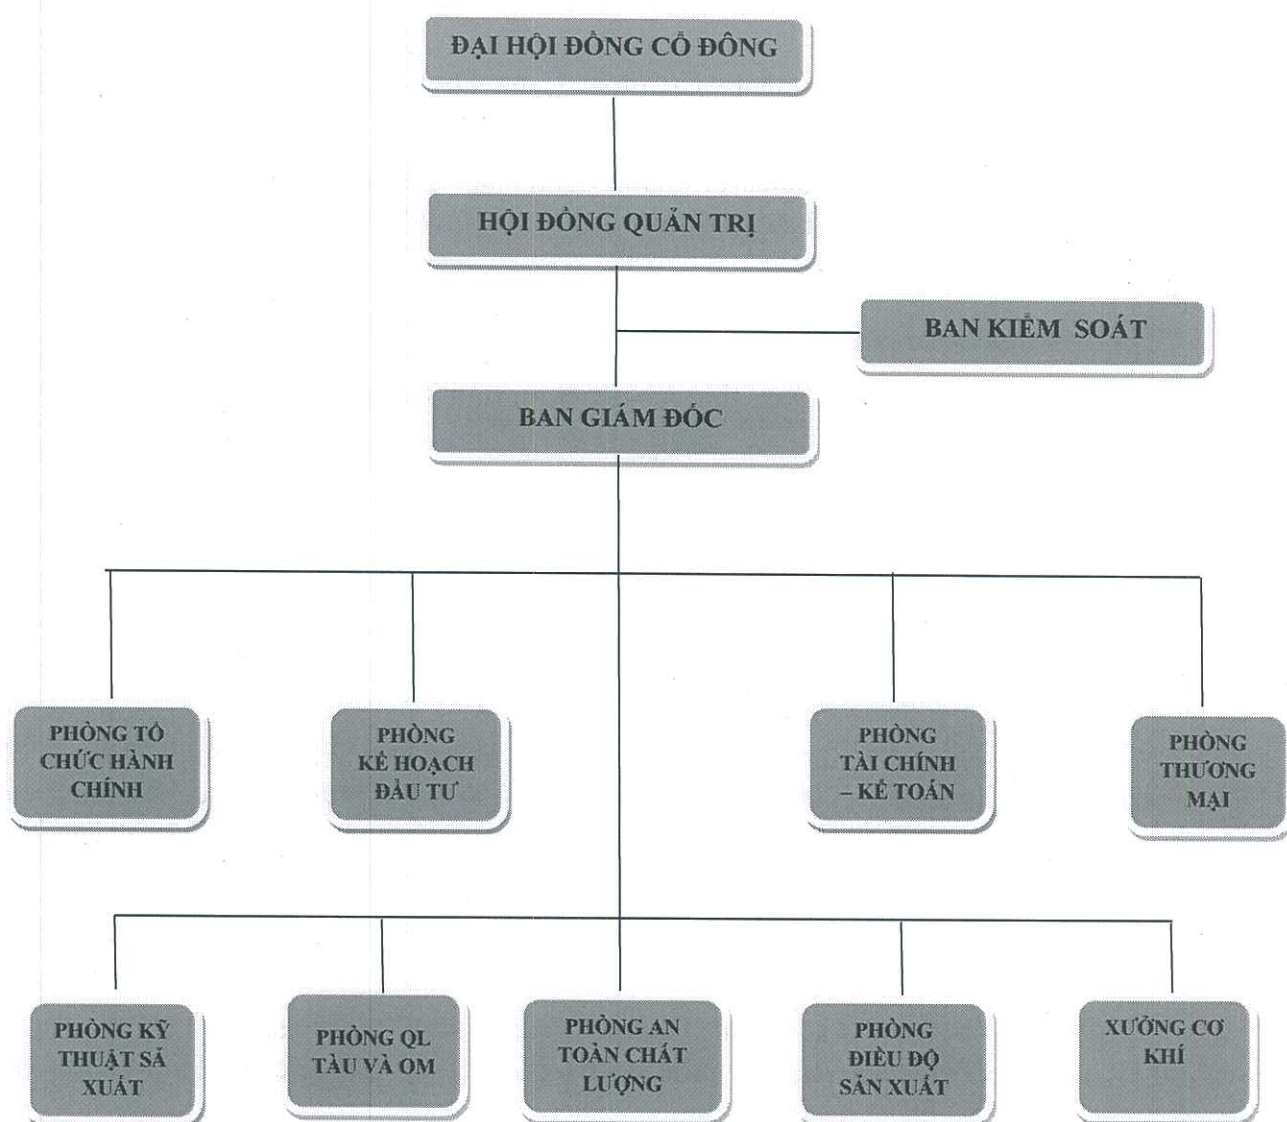 ĐẠI HỘI ĐỒNG CỔ ĐÔNG
HỘI ĐỒNG QUẢN TRỊ
BAN KIỂM SOÁT
BAN GIÁM ĐỐC
PHÒNG TỔ
CHỨC HÀNH
CHÍNH
PHÒNG
KẾ HOẠCH
ĐẦU TƯ
PHÒNG
TÀI CHÍNH
– KẾ TOÁN
PHÒNG
THƯƠNG
MẠI
PHÒNG KỸ
THUẬT SẢ
XUẤT
PHÒNG QL
TÀU VÀ OM
PHÒNG AN
TOÀN CHẤT
LƯỢNG
PHÒNG
ĐIỀU ĐỘ
SẢN XUẤT
XƯỞNG CƠ
KHÍ